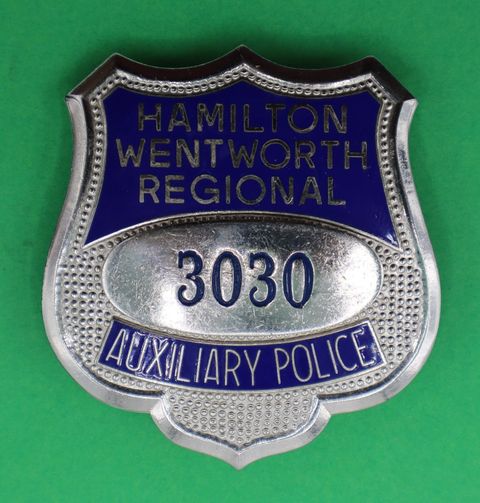 HAMILTON
WENTWORTH
REGIONAL
3030
AUXILIARY POLICE